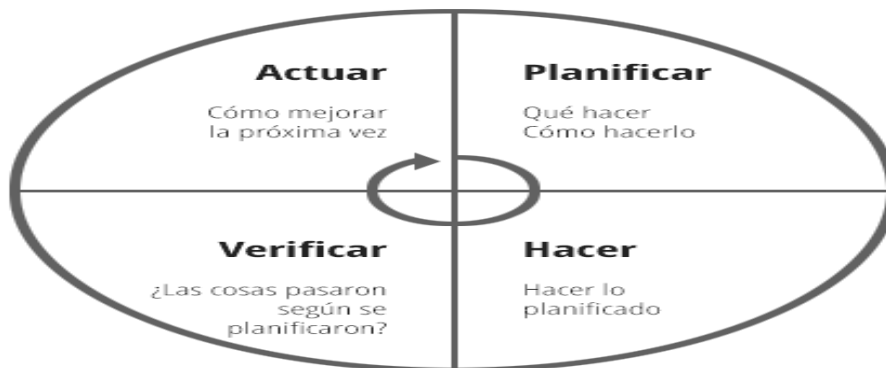 Actuar
Cómo mejorar
la próxima vez
Planificar
Qué hacer
Cómo hacerlo
Verificar
¿Las cosas pasaron
según se
planificaron?
Hacer
Hacer lo
planificado